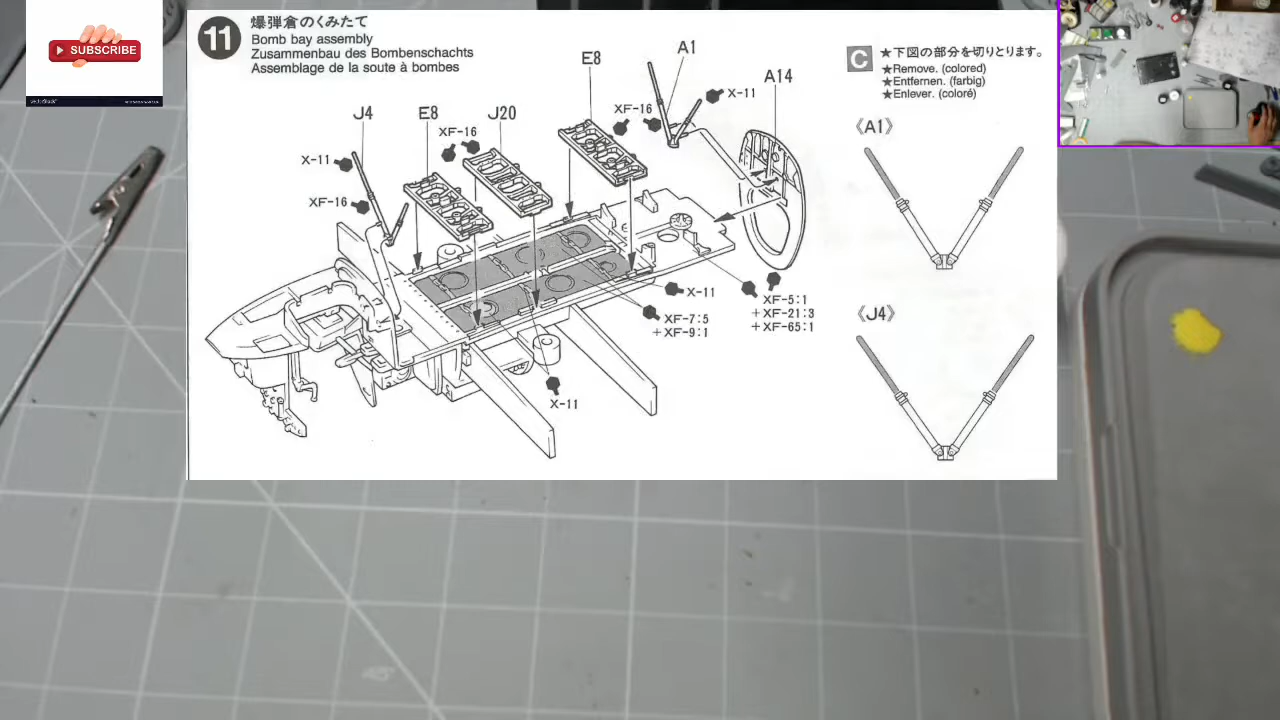 SUBSCRIBE
11
爆弾倉のくみたて
Bomb bay assembly
Zusammenbau des Bombenschachts
Assemblage de la soute à bombes
J4
E8
J20
E8
A1
A14
X-11
XF-16
XF-16
XF-16
X-11
X-11
XF-7:5
+XF-9:1
X-11
XF-5:1
+XF-21:3
+XF-65:1
C
★下図の部分を切りとります。
★Remove. (colored)
★Entfernen. (farbig)
★Enlever. (coloré)
《A1》
《J4》